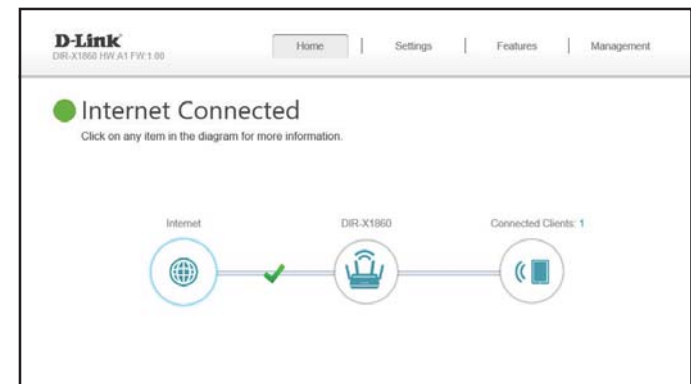 D-Link
DIR-X1860 HW:A1 FW:1.00
Home | Settings | Features | Management
Internet Connected
Click on any item in the diagram for more information.
Internet DIR-X1860 Connected Clients: 1